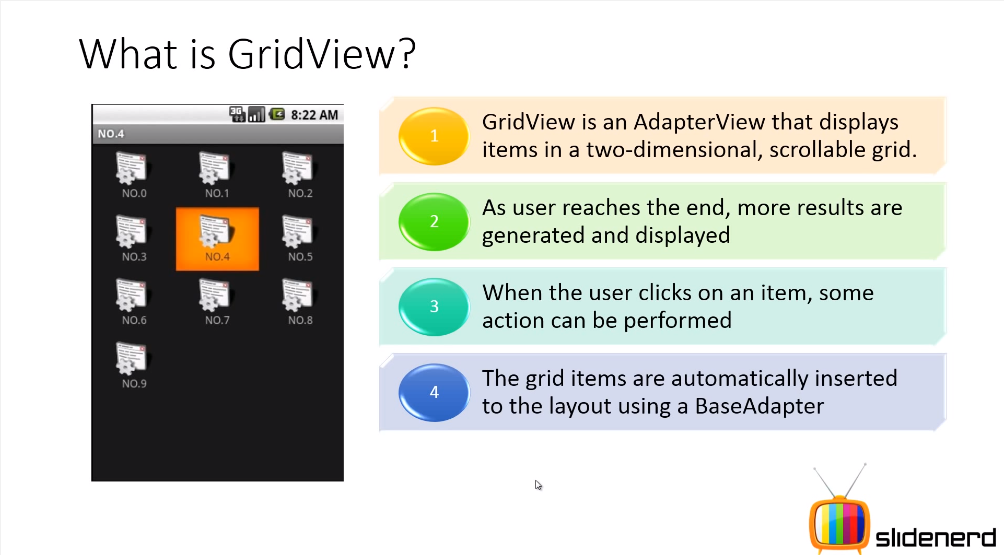 What is GridView?
3G
8:22 AM
NO.4
NO.0
NO.1
NO.2
NO.3
NO.4
NO.5
NO.6
NO.7
NO.8
NO.9
1
GridView is an AdapterView that displays
items in a two-dimensional, scrollable grid.
2
As user reaches the end, more results are
generated and displayed
3
When the user clicks on an item, some
action can be performed
4
The grid items are automatically inserted
to the layout using a BaseAdapter
slidenerd